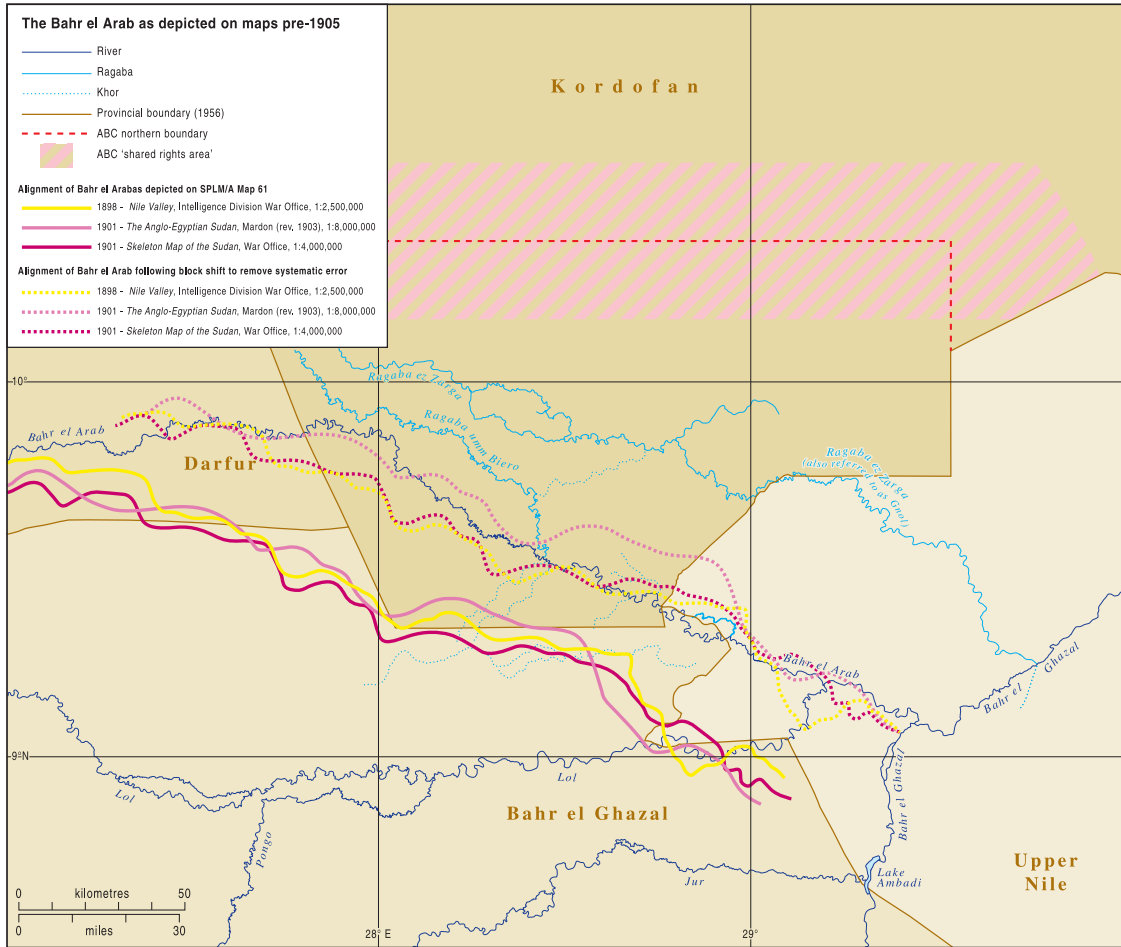 The Bahr el Arab as depicted on maps pre-1905
River
Ragaba
Khor
Provincial boundary (1956)
ABC northern boundary
ABC 'shared rights area'
Alignment of Bahr el Arabas depicted on SPLM/A Map 61
1898 - Nile Valley, Intelligence Division War Office, 1:2,500,000
1901 - The Anglo-Egyptian Sudan, Mardon (rev. 1903), 1:8,000,000
1901 - Skeleton Map of the Sudan, War Office, 1:4,000,000
Alignment of Bahr el Arab following block shift to remove systematic error
1898 - Nile Valley, Intelligence Division War Office, 1:2,500,000
1901 - The Anglo-Egyptian Sudan, Mardon (rev. 1903), 1:8,000,000
1901 - Skeleton Map of the Sudan, War Office, 1:4,000,000
Kordofan
10°
Ragaba ez Zarga
Ragaba umm Biero
Bahr el Arab
Darfur
Ragaba ez Zarga
(also referred to as Gnol)
Bahr el Arab
Bahr el Ghazal
9°N
Lol
Lol
Bahr el Ghazal
Bahr el Ghazal
Pongo
Jur
Lake
Ambadi
Upper
Nile
0 kilometres 50
0 miles 30
28°E
29°